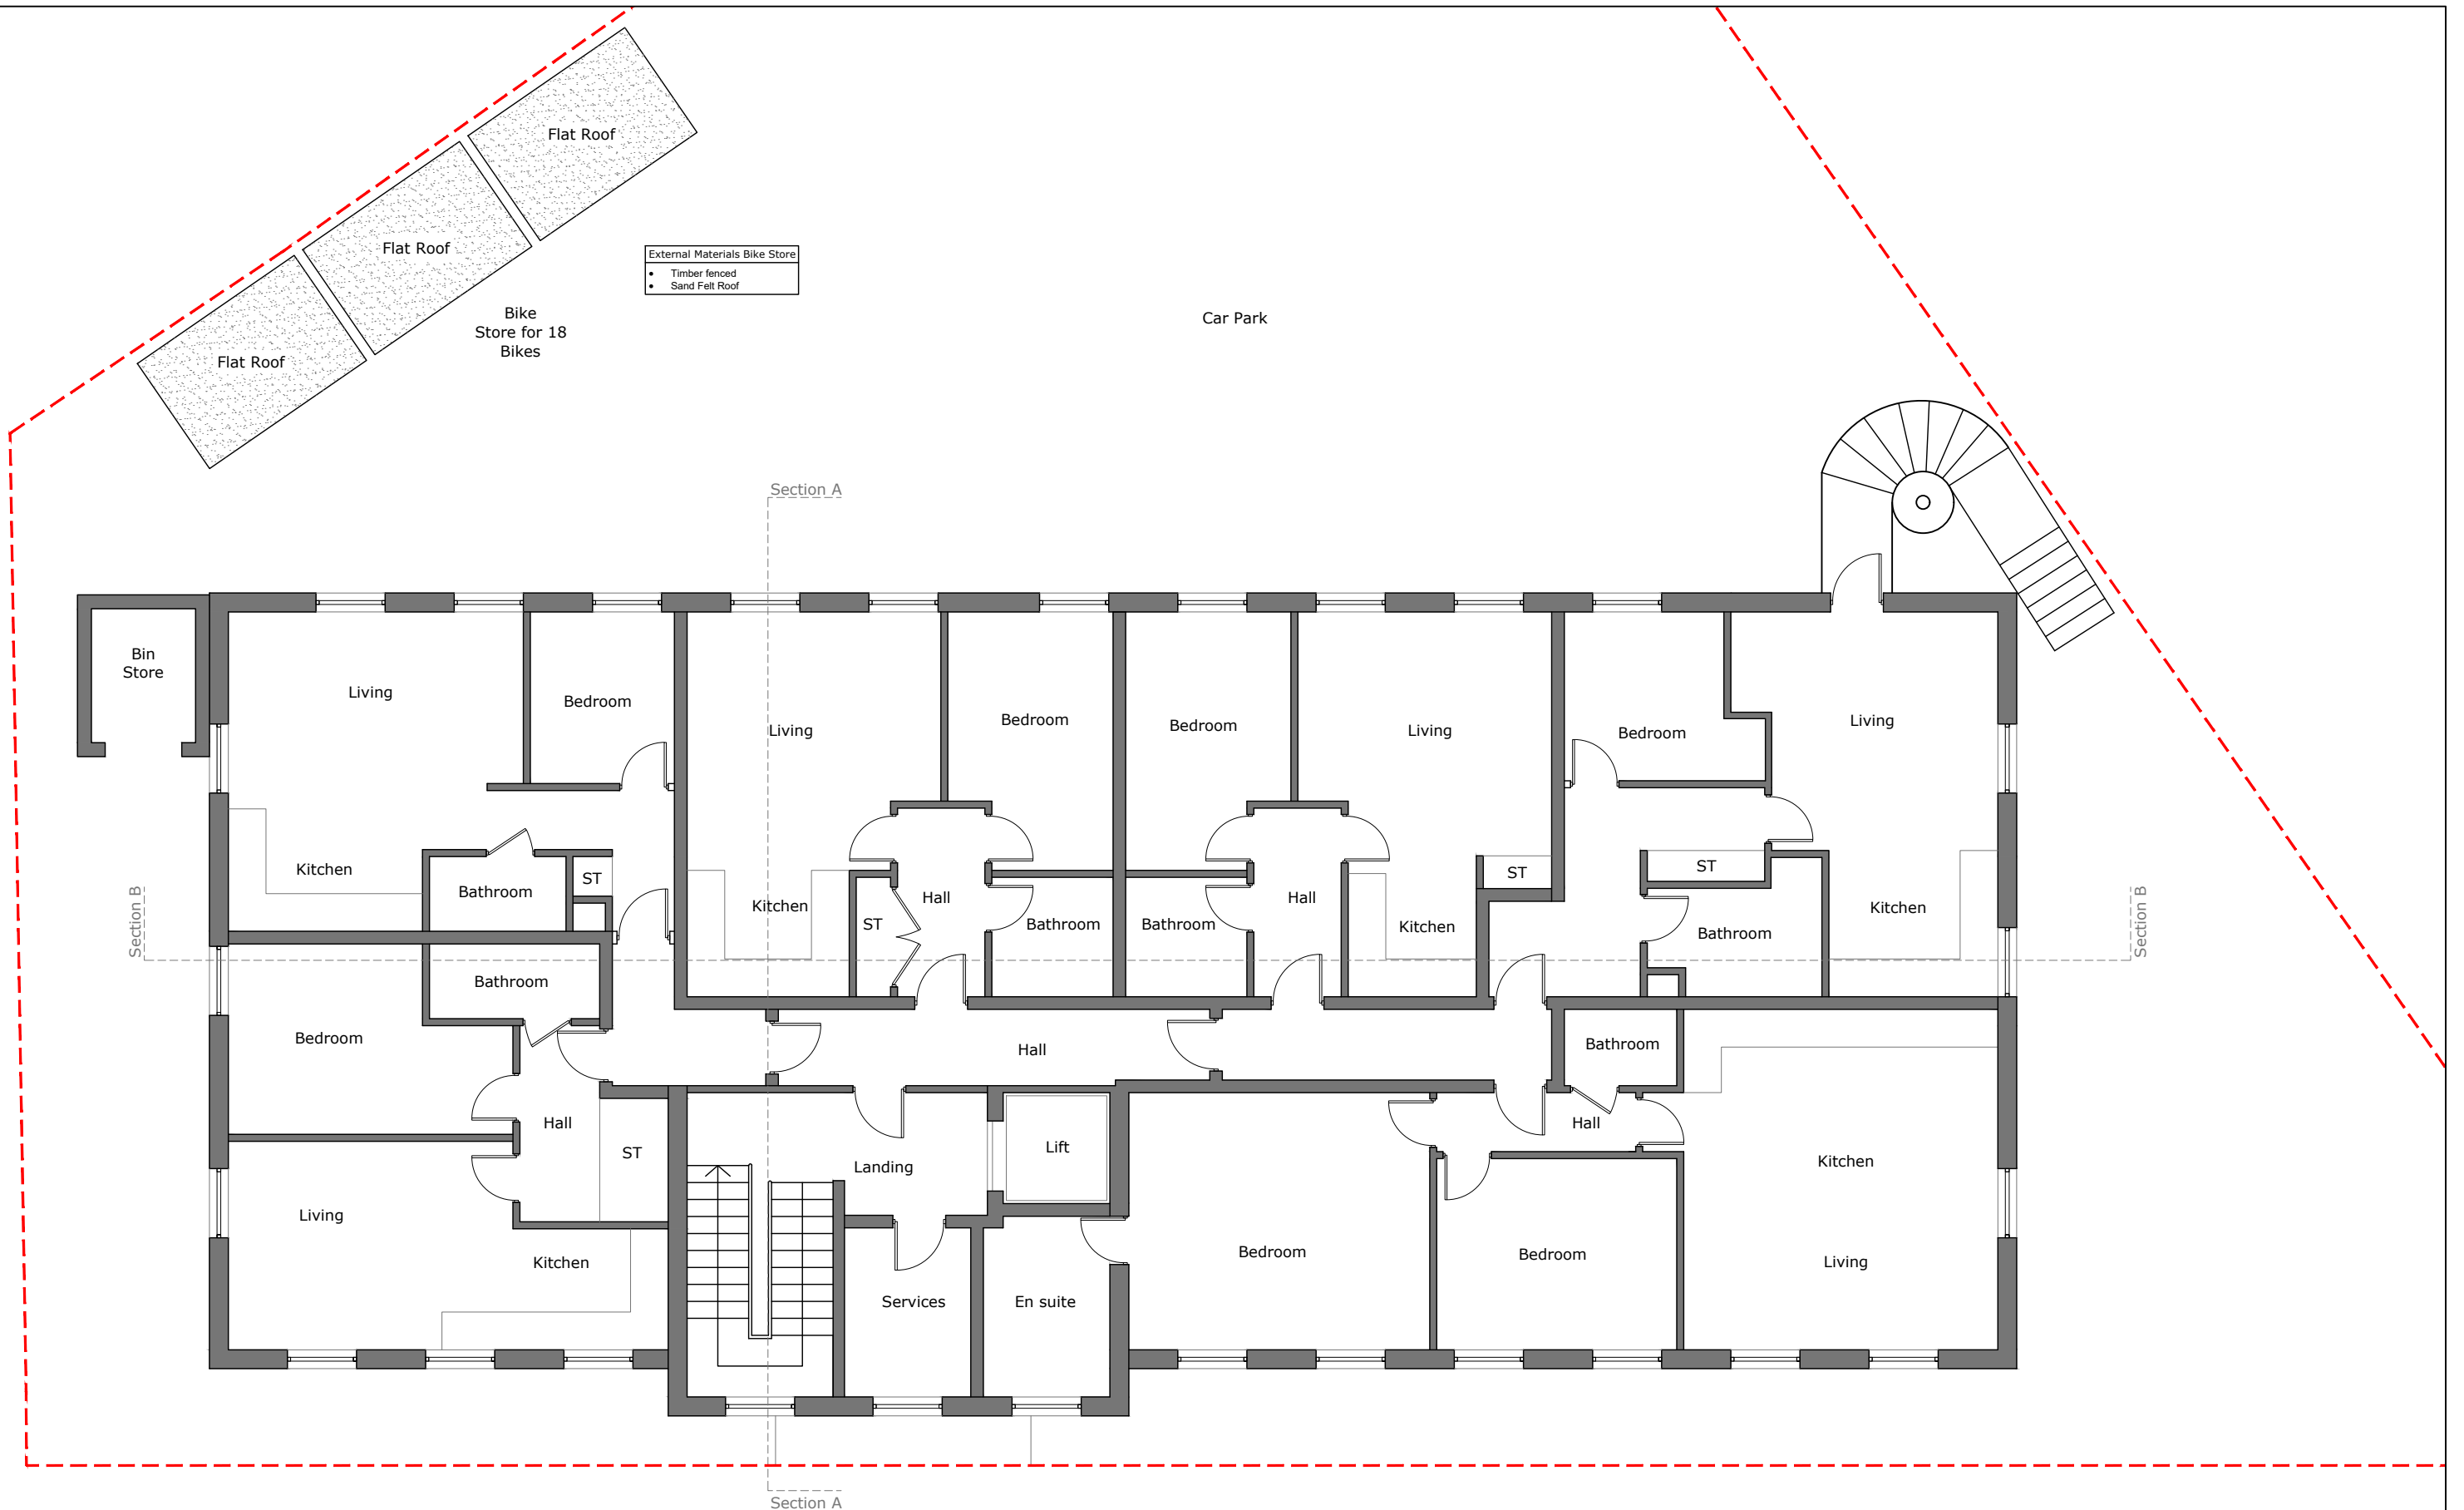 Flat Roof
Flat Roof
Flat Roof
External Materials Bike Store
• Timber fenced
• Sand Felt Roof
Bike
Store for 18
Bikes
Car Park
Section A
Bin
Store
Living
Bedroom
Living
Bedroom
Bedroom
Living
Bedroom
Living
Kitchen
Bathroom
ST
Kitchen
ST
Hall
Bathroom
Bathroom
Hall
Kitchen
ST
ST
Bathroom
Kitchen
Section B
Section B
Bathroom
Bedroom
Hall
Bathroom
Hall
ST
Landing
Lift
Hall
Kitchen
Living
Kitchen
Services
En suite
Bedroom
Bedroom
Living
Section A